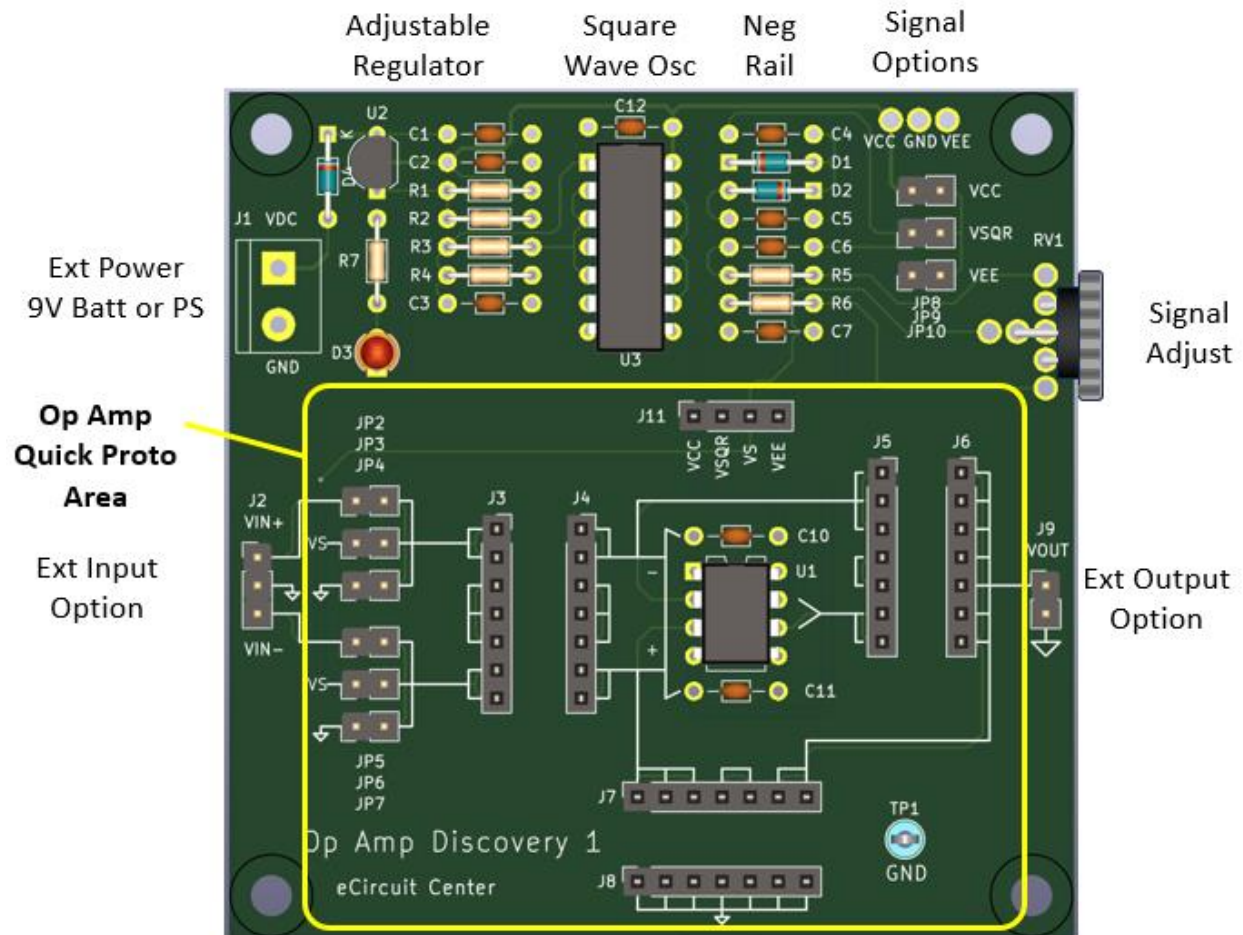 Adjustable
Regulator
Square
Wave Osc
Neg
Rail
Signal
Options
U2
C12
K
D4
C1
C2
R1
R2
R3
R4
C3
C4
D1
D2
C5
C6
R5
R6
C7
VCC GND VEE
VCC
VSQR
VEE
JP8
JP9
JP10
RV1
J1 VDC
R7
D3
GND
U3
Ext Power
9V Batt or PS
Signal
Adjust
Op Amp
Quick Proto
Area
J11
VCC
VSQR
VS
VEE
JP2
JP3
JP4
J2
VIN+
VS
VIN-
VS
JP5
JP6
JP7
J3
J4
C10
-
U1
+
C11
J5
J6
J9
VOUT
Ext Input
Option
Ext Output
Option
J7
TP1
GND
Op Amp Discovery 1
J8
eCircuit Center